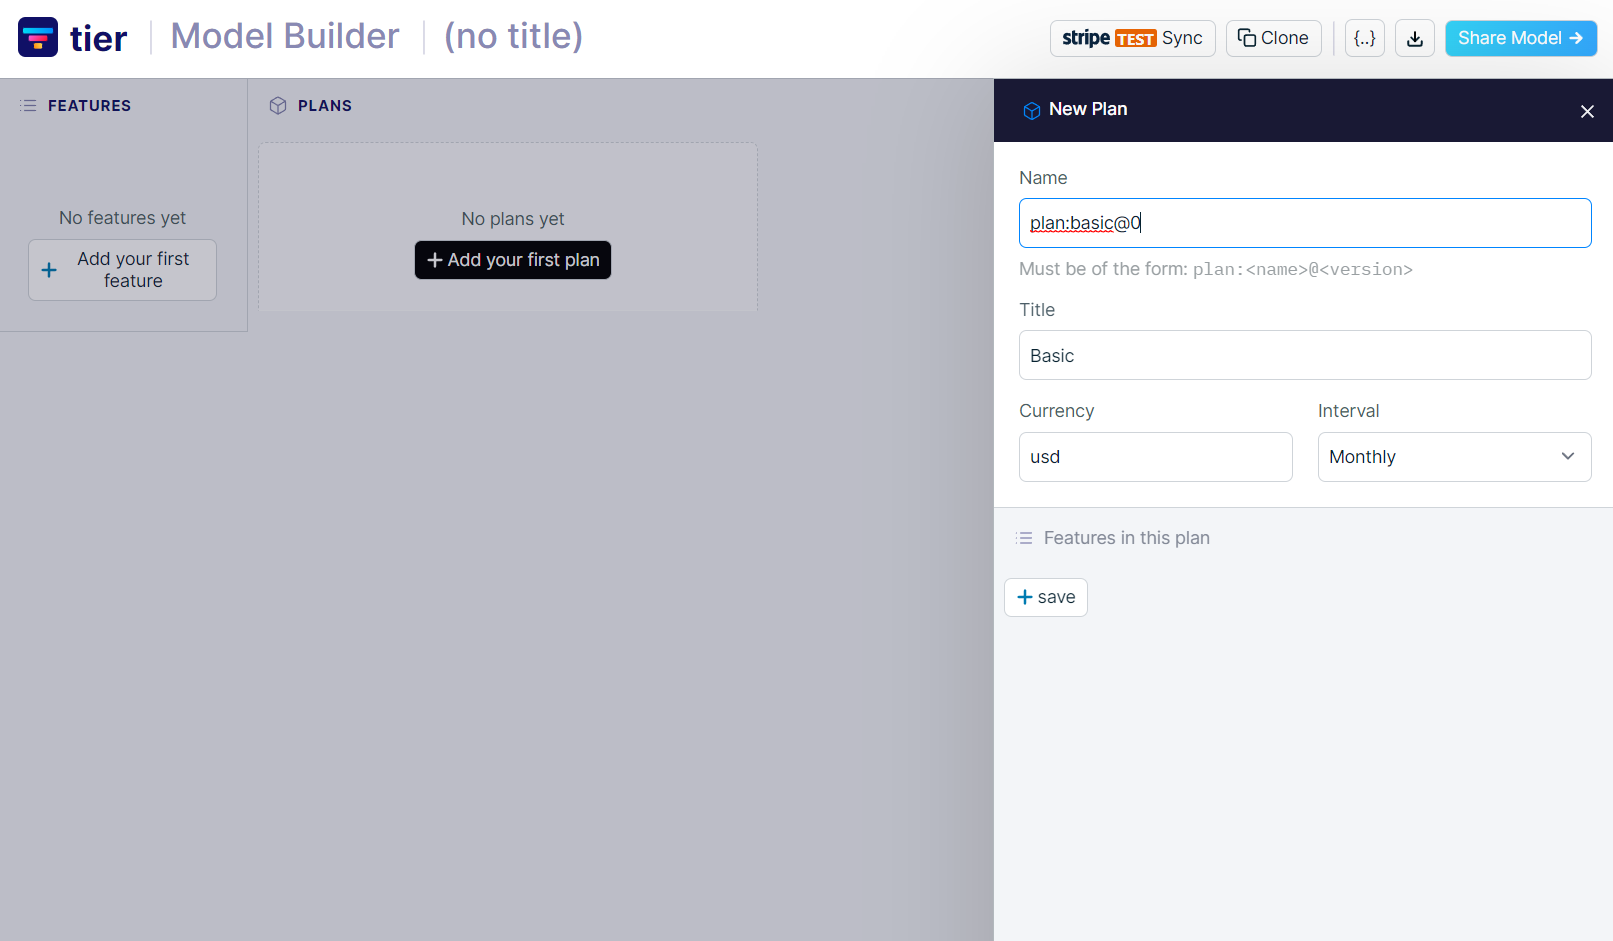 tier
Model Builder
(no title)
stripe TEST Sync
Clone
{..}
Share Model
FEATURES
PLANS
No features yet
Add your first
feature
No plans yet
Add your first plan
New Plan
Name
plan:basic@0
Must be of the form: plan:<name>@<version>
Title
Basic
Currency
Interval
usd
Monthly
Features in this plan
save